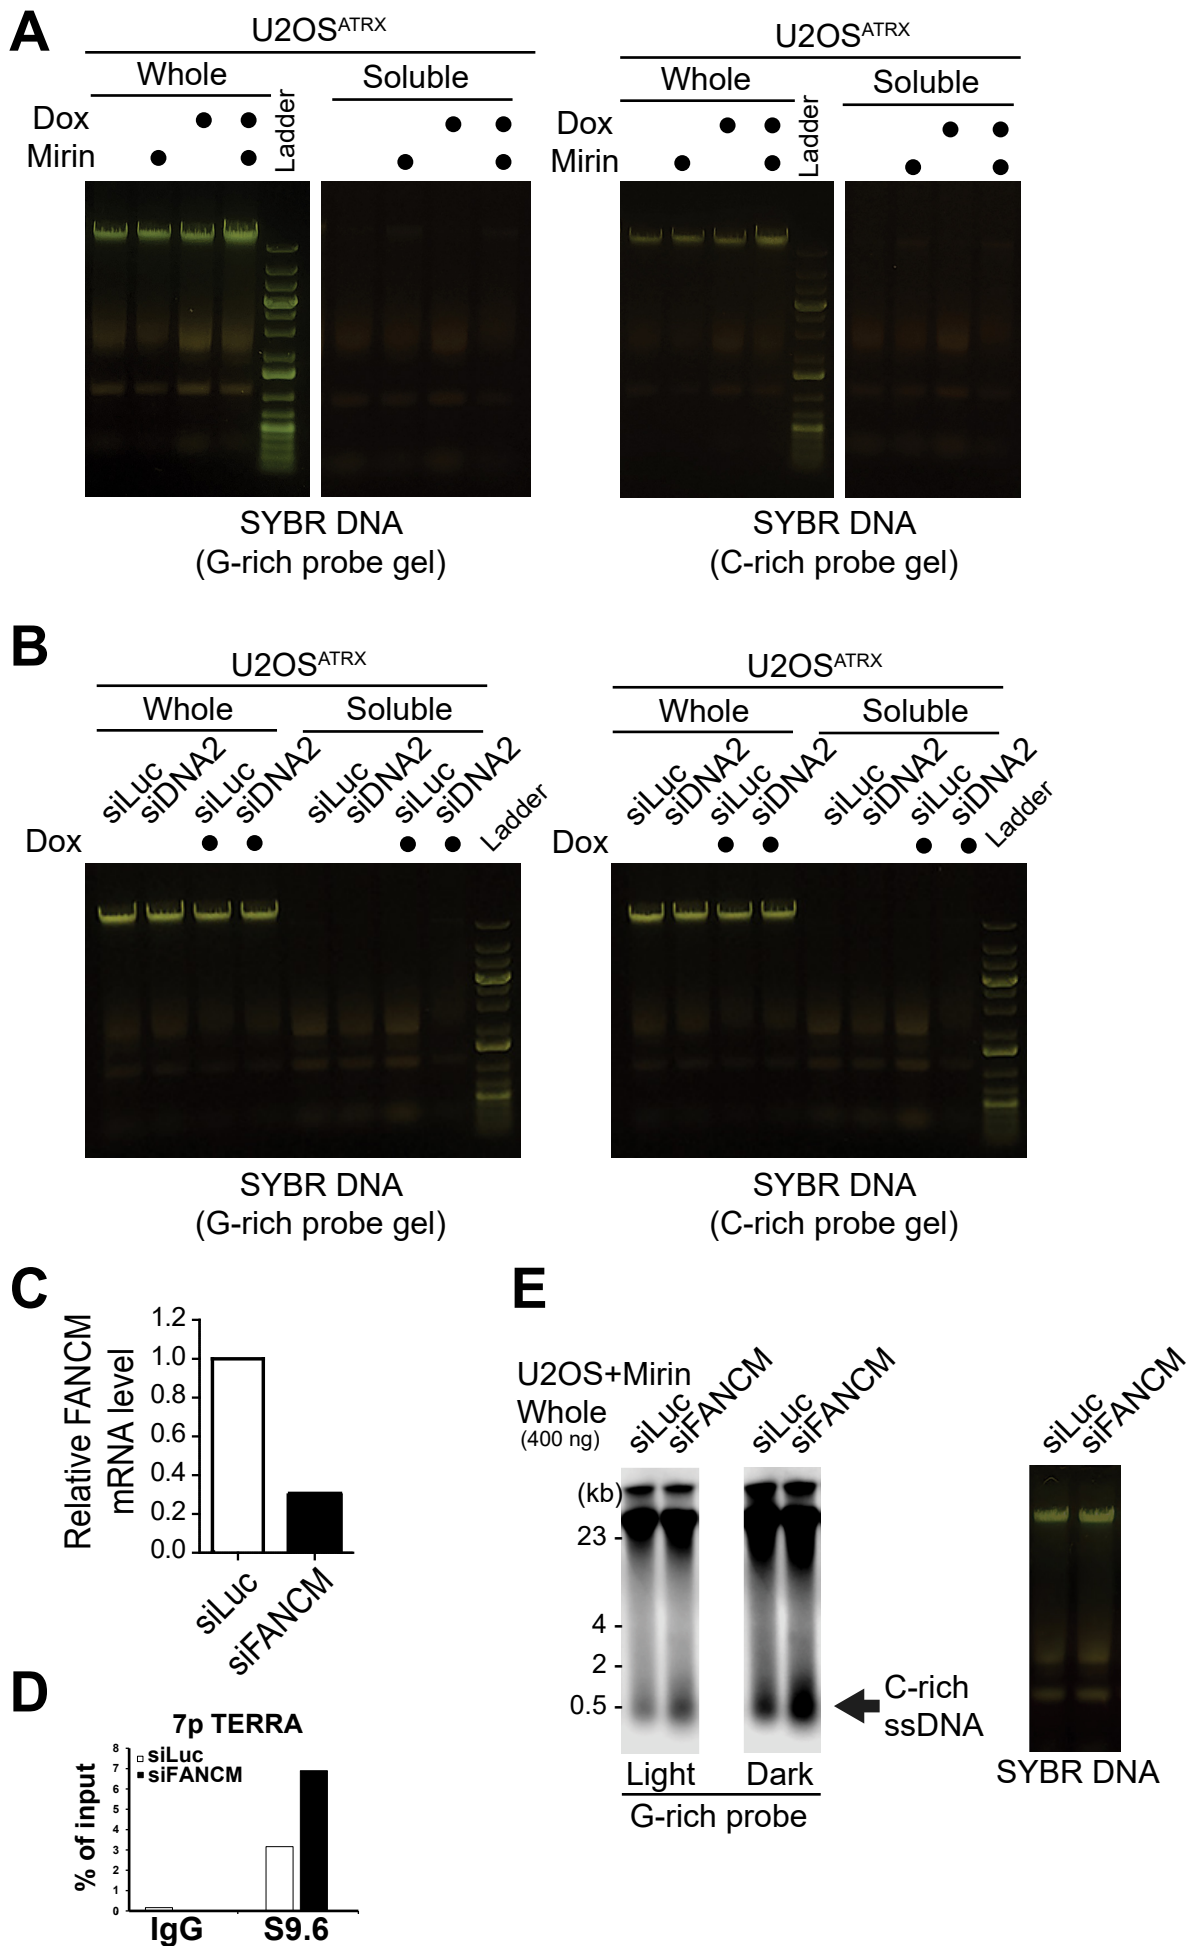 A
U2OSATRX
Whole
Soluble
Dox
Mirin
Ladder
U2OSATRX
Whole
Soluble
Dox
Mirin
Ladder
SYBR DNA
(G-rich probe gel)
SYBR DNA
(C-rich probe gel)
B
U2OSATRX
Whole
Soluble
siLuc
siDNA2
siLuc
siDNA2
siLuc
siDNA2
siLuc
siDNA2
Ladder
Dox
U2OSATRX
Whole
Soluble
siLuc
siDNA2
siLuc
siDNA2
siLuc
siDNA2
siLuc
siDNA2
Ladder
Dox
SYBR DNA
(G-rich probe gel)
SYBR DNA
(C-rich probe gel)
C
Relative FANCM
mRNA level
1.2
1.0
0.8
0.6
0.4
0.2
0.0
siLuc
siFANCM
D
7p TERRA
siLuc
siFANCM
% of input
8
7
6
5
4
3
2
1
0
IgG
S9.6
E
U2OS+Mirin
Whole
(400 ng)
siLuc
siFANCM
siLuc
siFANCM
siLuc
siFANCM
(kb)
23
4
2
0.5
C-rich
ssDNA
Light
Dark
G-rich probe
SYBR DNA